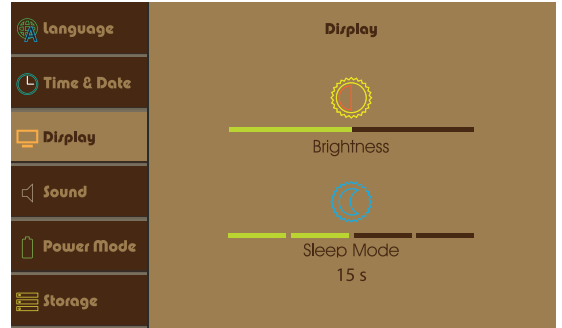 Language
Time & Date
Display
Sound
Power Mode
Storage
Display
Brightness
Sleep Mode
15 s